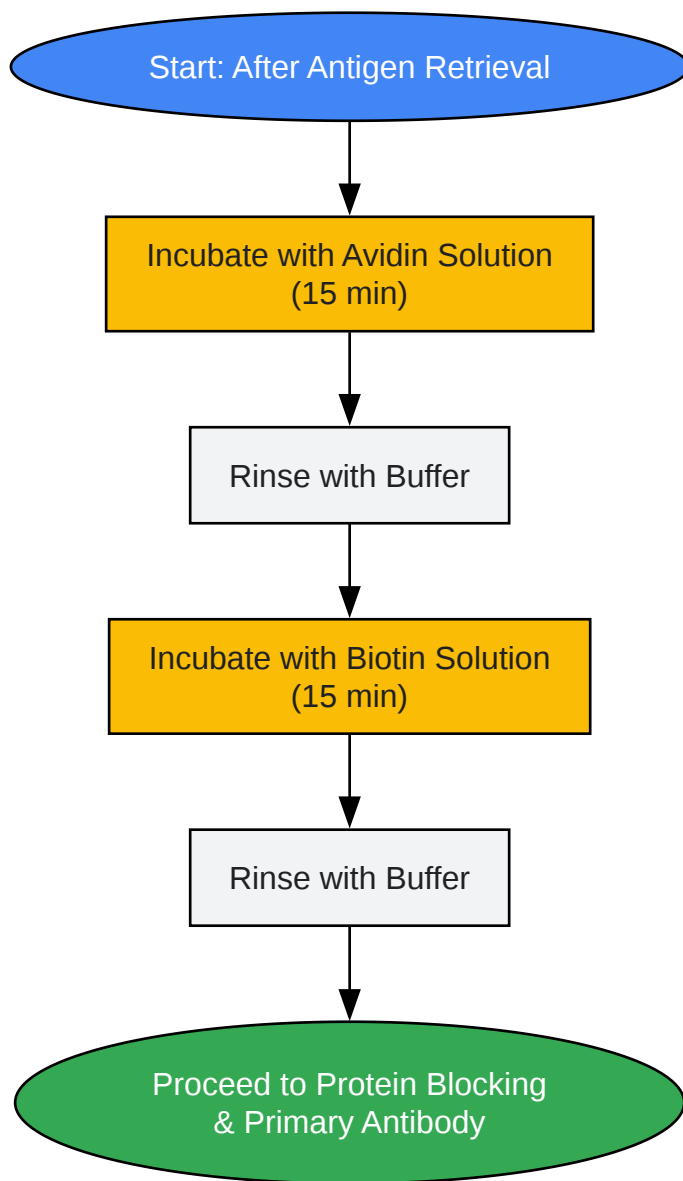 Start: After Antigen Retrieval
Incubate with Avidin Solution
(15 min)
Rinse with Buffer
Incubate with Biotin Solution
(15 min)
Rinse with Buffer
Proceed to Protein Blocking
& Primary Antibody